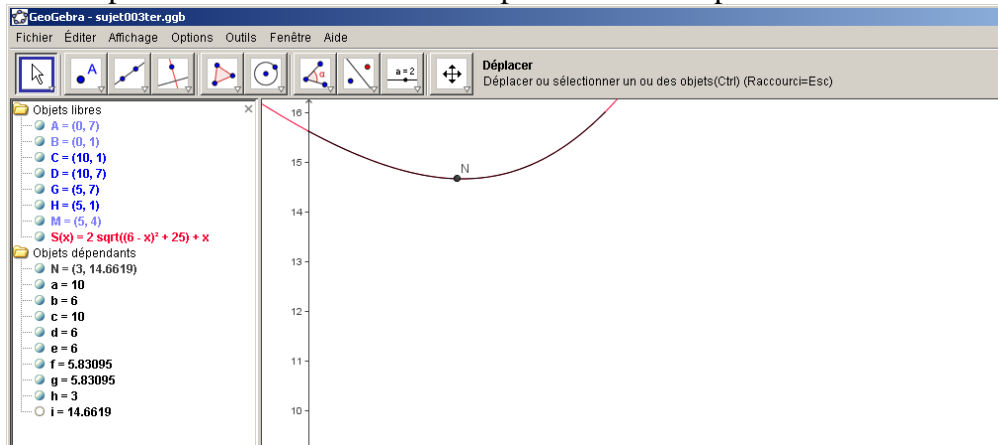 GeoGebra - sujet003ter.ggb
Fichier Éditer Affichage Options Outils Fenêtre Aide
A
α
a = 2
Déplacer
Déplacer ou sélectionner un ou des objets(Ctrl) (Raccourci=Esc)
Objets libres
A = (0, 7)
B = (0, 1)
C = (10, 1)
D = (10, 7)
G = (5, 7)
H = (5, 1)
M = (5, 4)
S(x) = 2 sqrt((6 - x)² + 25) + x
Objets dépendants
N = (3, 14.6619)
a = 10
b = 6
c = 10
d = 6
e = 6
f = 5.83095
g = 5.83095
h = 3
i = 14.6619
16
15
14
13
12
11
10
N